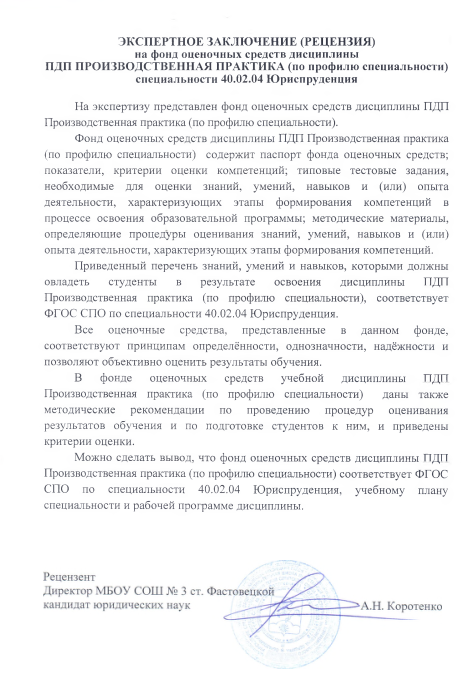 ЭКСПЕРТНОЕ ЗАКЛЮЧЕНИЕ (РЕЦЕНЗИЯ)
на фонд оценочных средств дисциплины
ПДП ПРОИЗВОДСТВЕННАЯ ПРАКТИКА (по профилю специальности)
специальности 40.02.04 Юриспруденция
На экспертизу представлен фонд оценочных средств дисциплины ПДП
Производственная практика (по профилю специальности).
Фонд оценочных средств дисциплины ПДП Производственная практика
(по профилю специальности) содержит паспорт фонда оценочных средств;
показатели, критерии оценки компетенций; типовые тестовые задания,
необходимые для оценки знаний, умений, навыков и (или) опыта
деятельности, характеризующих этапы формирования компетенций в
процессе освоения образовательной программы; методические материалы,
определяющие процедуры оценивания знаний, умений, навыков и (или)
опыта деятельности, характеризующих этапы формирования компетенций.
Приведенный перечень знаний, умений и навыков, которыми должны
овладеть студенты в результате освоения дисциплины ПДП
Производственная практика (по профилю специальности), соответствует
ФГОС СПО по специальности 40.02.04 Юриспруденция.
Все оценочные средства, представленные в данном фонде,
соответствуют принципам определённости, однозначности, надёжности и
позволяют объективно оценить результаты обучения.
В фонде оценочных средств учебной дисциплины ПДП
Производственная практика (по профилю специальности) даны также
методические рекомендации по проведению процедур оценивания
результатов обучения и по подготовке студентов к ним, и приведены
критерии оценки.
Можно сделать вывод, что фонд оценочных средств дисциплины ПДП
Производственная практика (по профилю специальности) соответствует ФГОС
СПО по специальности 40.02.04 Юриспруденция, учебному плану
специальности и рабочей программе дисциплины.
Рецензент
Директор МБОУ СОШ № 3 ст. Фастовецкой
кандидат юридических наук А.Н. Коротенко